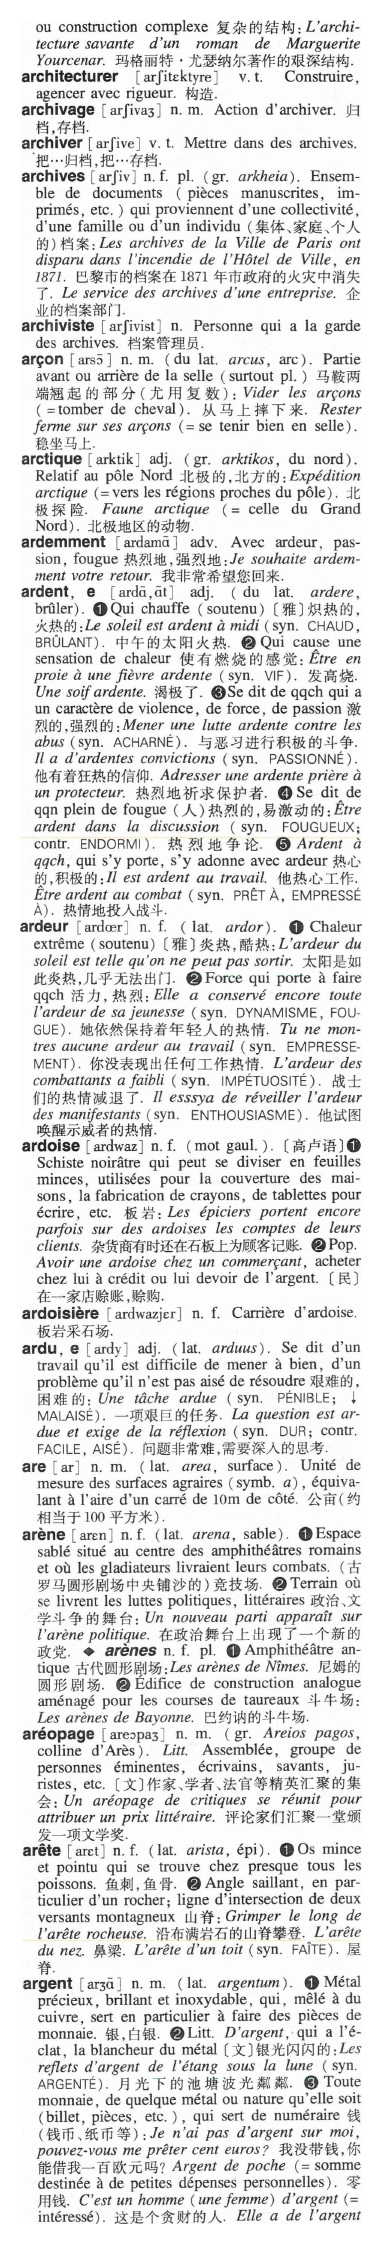 ou construction complexe 复杂的结构: L'archi-
tecture savante d'un roman de Marguerite
Yourcenar. 玛格丽特·尤瑟纳尔著作的艰深结构.
architecturer [arʃitɛktyre] v. t. Construire,
agencer avec rigueur. 构造.
archivage [arʃivaʒ] n. m. Action d'archiver. 归
档,存档.
archiver [arʃive] v. t. Mettre dans des archives.
把…归档,把…存档.
archives [arʃiv] n. f. pl. (gr. arkheia). Ensem-
ble de documents (pièces manuscrites, im-
primés, etc.) qui proviennent d'une collectivité,
d'une famille ou d'un individu (集体、家庭、个人
的)档案: Les archives de la Ville de Paris ont
disparu dans l'incendie de l'Hôtel de Ville, en
1871. 巴黎市的档案在 1871 年市政府的火灾中消失
了. Le service des archives d'une entreprise. 企
业的档案部门.
archiviste [arʃivist] n. Personne qui a la garde
des archives. 档案管理员.
arçon [arsɔ̃] n. m. (du lat. arcus, arc). Partie
avant ou arrière de la selle (surtout pl.) 马鞍两
端翘起的部分(尤用复数): Vider les arçons
(=tomber de cheval). 从马上摔下来. Rester
ferme sur ses arçons (=se tenir bien en selle).
稳坐马上.
arctique [arktik] adj. (gr. arktikos, du nord).
Relatif au pôle Nord 北极的,北方的: Expédition
arctique (=vers les régions proches du pôle). 北
极探险. Faune arctique (= celle du Grand
Nord). 北极地区的动物.
ardemment [ardamɑ̃] adv. Avec ardeur, pas-
sion, fougue 热烈地,强烈地: Je souhaite ardem-
ment votre retour. 我非常希望您回来.
ardent, e [ardɑ̃,ɑ̃t] adj. (du lat. ardere,
brûler). ❶Qui chauffe (soutenu) 〔雅〕炽热的,
火热的: Le soleil est ardent à midi (syn. CHAUD,
BRÛLANT). 中午的太阳火热. ❷Qui cause une
sensation de chaleur 使有燃烧的感觉: Être en
proie à une fièvre ardente (syn. VIF). 发高烧.
Une soif ardente. 渴极了. ❸Se dit de qqch qui a
un caractère de violence, de force, de passion 激
烈的,强烈的: Mener une lutte ardente contre les
abus (syn. ACHARNÉ). 与恶习进行积极的斗争.
Il a d'ardentes convictions (syn. PASSIONNÉ).
他有着狂热的信仰. Adresser une ardente prière à
un protecteur. 热烈地祈求保护者. ❹Se dit de
qqn plein de fougue (人)热烈的,易激动的: Être
ardent dans la discussion (syn. FOUGUEUX;
contr. ENDORMI). 热烈地争论. ❺ Ardent à
qqch, qui s'y porte, s'y adonne avec ardeur 热心
的,积极的: Il est ardent au travail. 他热心工作.
Être ardent au combat (syn. PRÊT À, EMPRESSÉ
À). 热情地投入战斗.
ardeur [ardœr] n. f. (lat. ardor). ❶ Chaleur
extrême (soutenu) 〔雅〕炎热,酷热: L'ardeur du
soleil est telle qu'on ne peut pas sortir. 太阳是如
此炎热,几乎无法出门. ❷Force qui porte à faire
qqch 活力,热烈: Elle a conservé encore toute
l'ardeur de sa jeunesse (syn. DYNAMISME, FOU-
GUE). 她依然保持着年轻人的热情. Tu ne mon-
tres aucune ardeur au travail (syn. EMPRESSE-
MENT). 你没表现出任何工作热情. L'ardeur des
combattants a faibli (syn. IMPÉTUOSITÉ). 战士
们的热情减退了. Il esssya de réveiller l'ardeur
des manifestants (syn. ENTHOUSIASME). 他试图
唤醒示威者的热情.
ardoise [ardwaz] n. f. (mot gaul.). 〔高卢语〕❶
Schiste noirâtre qui peut se diviser en feuilles
minces, utilisées pour la couverture des mai-
sons, la fabrication de crayons, de tablettes pour
écrire, etc. 板岩: Les épiciers portent encore
parfois sur des ardoises les comptes de leurs
clients. 杂货商有时还在石板上为顾客记账. ❷Pop.
Avoir une ardoise chez un commerçant, acheter
chez lui à crédit ou lui devoir de l'argent. 〔民〕
在一家店赊账,赊购.
ardoisière [ardwazjɛr] n. f. Carrière d'ardoise.
板岩采石场.
ardu, e [ardy] adj. (lat. arduus). Se dit d'un
travail qu'il est difficile de mener à bien, d'un
problème qu'il n'est pas aisé de résoudre 艰难的,
困难的: Une tâche ardue (syn. PÉNIBLE; ↓
MALAISÉ). 一项艰巨的任务. La question est ar-
due et exige de la réflexion (syn. DUR; contr.
FACILE, AISÉ). 问题非常难,需要深入的思考.
are [ar] n. m. (lat. area, surface). Unité de
mesure des surfaces agraires (symb. a), équiva-
lant à l'aire d'un carré de 10m de côté. 公亩(约
相当于 100 平方米).
arène [arɛn] n. f. (lat. arena, sable). ❶Espace
sablé situé au centre des amphithéâtres romains
et où les gladiateurs livraient leurs combats. (古
罗马圆形剧场中央铺沙的)竞技场. ❷Terrain où
se livrent les luttes politiques, littéraires 政治、文
学斗争的舞台: Un nouveau parti apparaît sur
l'arène politique. 在政治舞台上出现了一个新的
政党. ◆ arènes n. f. pl. ❶ Amphithéâtre an-
tique 古代圆形剧场: Les arènes de Nîmes. 尼姆的
圆形剧场. ❷ Édifice de construction analogue
aménagé pour les courses de taureaux 斗牛场:
Les arènes de Bayonne. 巴约讷的斗牛场.
aréopage [areɔpaʒ] n. m. (gr. Areios pagos,
colline d'Arès). Litt. Assemblée, groupe de
personnes éminentes, écrivains, savants, ju-
ristes, etc. 〔文〕作家、学者、法官等精英汇聚的集
会: Un aréopage de critiques se réunit pour
attribuer un prix littéraire. 评论家们汇聚一堂颁
发一项文学奖.
arête [arɛt] n. f. (lat. arista, épi). ❶Os mince
et pointu qui se trouve chez presque tous les
poissons. 鱼刺,鱼骨. ❷Angle saillant, en par-
ticulier d'un rocher; ligne d'intersection de deux
versants montagneux 山脊: Grimper le long de
l'arête rocheuse. 沿布满岩石的山脊攀登. L'arête
du nez. 鼻梁. L'arête d'un toit (syn. FAÎTE). 屋
脊.
argent [arʒɑ̃] n. m. (lat. argentum). ❶Métal
précieux, brillant et inoxydable, qui, mêlé à du
cuivre, sert en particulier à faire des pièces de
monnaie. 银,白银. ❷Litt. D'argent, qui a l'é-
clat, la blancheur du métal 〔文〕银光闪闪的: Les
reflets d'argent de l'étang sous la lune (syn.
ARGENTÉ). 月光下的池塘波光粼粼. ❸ Toute
monnaie, de quelque métal ou nature qu'elle soit
(billet, pièces, etc.), qui sert de numéraire 钱
(钱币、纸币等): Je n'ai pas d'argent sur moi,
pouvez-vous me prêter cent euros? 我没带钱,你
能借我一百欧元吗? Argent de poche (= somme
destinée à de petites dépenses personnelles). 零
用钱. C'est un homme (une femme) d'argent (=
intéressé). 这是个贪财的人. Elle a de l'argent